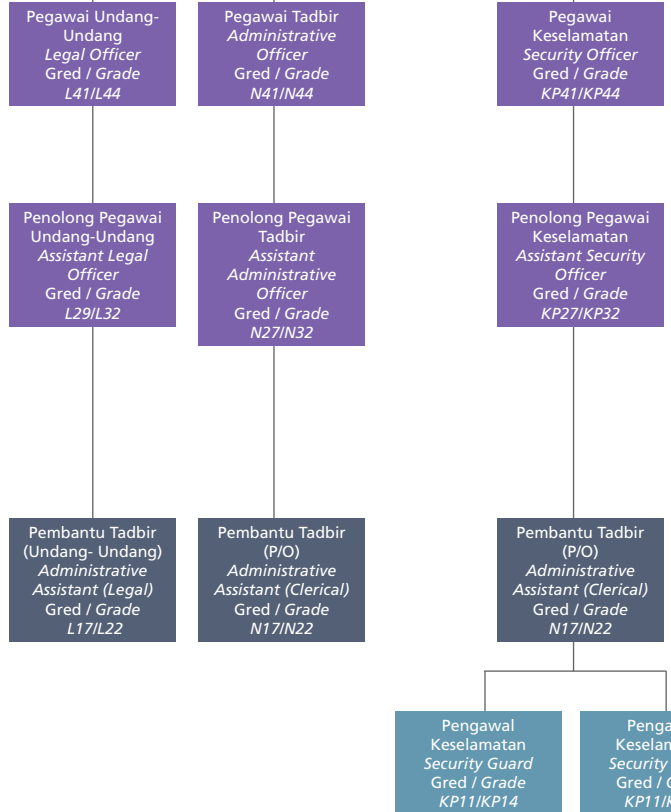 Pegawai Undang-
Undang
Legal Officer
Gred / Grade
L41/L44
Pegawai Tadbir
Administrative
Officer
Gred / Grade
N41/N44
Pegawai
Keselamatan
Security Officer
Gred / Grade
KP41/KP44
Penolong Pegawai
Undang-Undang
Assistant Legal
Officer
Gred / Grade
L29/L32
Penolong Pegawai
Tadbir
Assistant
Administrative
Officer
Gred / Grade
N27/N32
Penolong Pegawai
Keselamatan
Assistant Security
Officer
Gred / Grade
KP27/KP32
Pembantu Tadbir
(Undang- Undang)
Administrative
Assistant (Legal)
Gred / Grade
L17/L22
Pembantu Tadbir
(P/O)
Administrative
Assistant (Clerical)
Gred / Grade
N17/N22
Pembantu Tadbir
(P/O)
Administrative
Assistant (Clerical)
Gred / Grade
N17/N22
Pengawal
Keselamatan
Security Guard
Gred / Grade
KP11/KP14
Security
Gred /